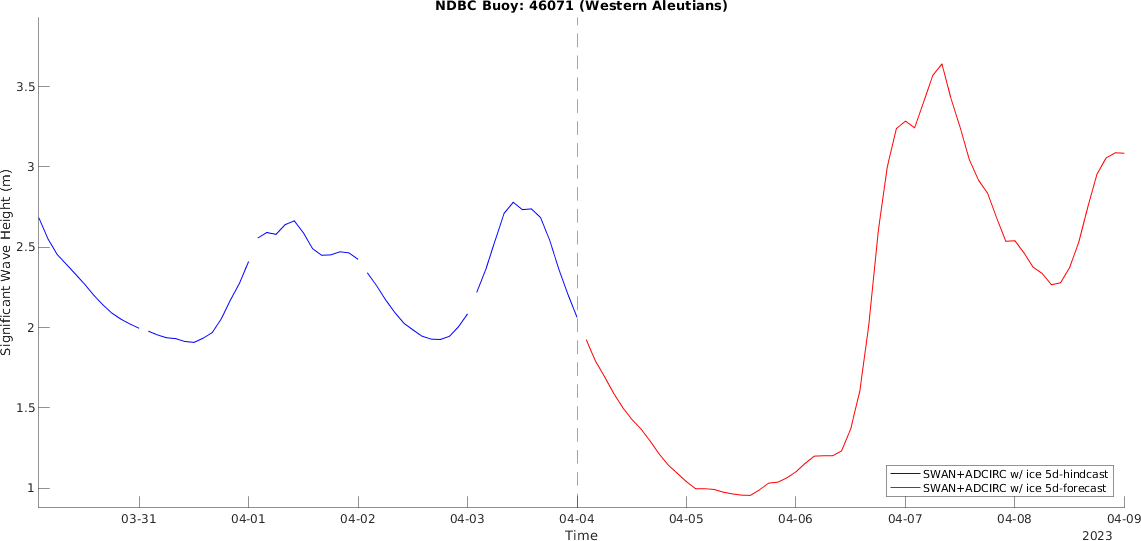 NDBC Buoy: 46071 (Western Aleutians)
3.5
3
2.5
2
1.5
1
Significant Wave Height (m)
SWAN+ADCIRC w/ ice 5d-hindcast
SWAN+ADCIRC w/ ice 5d-forecast
03-31 04-01 04-02 04-03 04-04 04-05 04-06 04-07 04-08 04-09
Time
2023